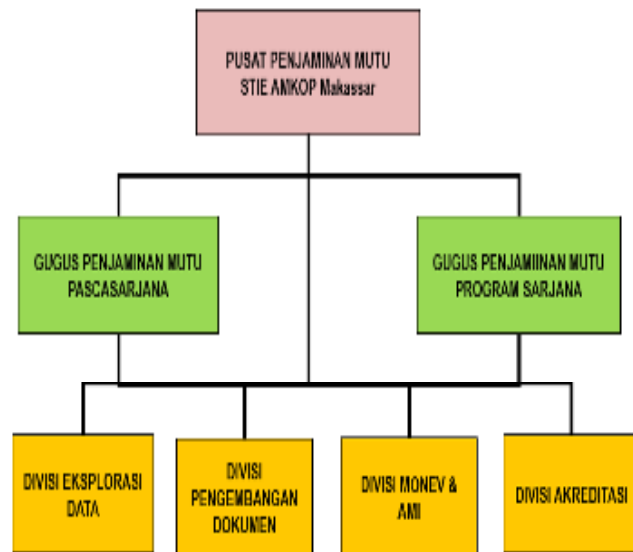 PUSAT PENJAMINAN MUTU
STIE AMKOP Makassar
GUGUS PENJAMINAN MUTU
PASCASARJANA
GUGUS PENJAMIINAN MUTU
PROGRAM SARJANA
DIVISI EKSPLORASI
DATA
DIVISI
PENGEMBANGAN
DOKUMEN
DIVISI MONEV &
AMI
DIVISI AKREDITASI